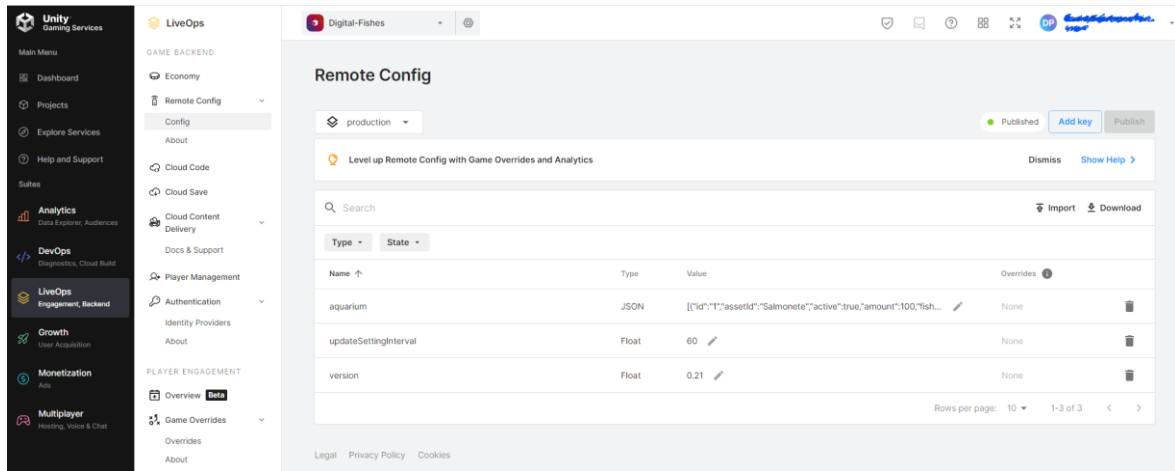 Unity
Gaming Services
Main Menu
Dashboard
Projects
Explore Services
Help and Support
Suites
Analytics
Data Explorer, Audiences
DevOps
Diagnostics, Cloud Build
LiveOps
Engagement, Backend
Growth
User Acquisition
Monetization
Ads
Multiplayer
Hosting, Voice & Chat
LiveOps
GAME BACKEND
Economy
Remote Config
Config
About
Cloud Code
Cloud Save
Cloud Content
Delivery
Docs & Support
Player Management
Authentication
Identity Providers
About
PLAYER ENGAGEMENT
Overview Beta
Game Overrides
Overrides
About
Digital-Fishes
DP
Remote Config
production
Published Add key Publish
Level up Remote Config with Game Overrides and Analytics Dismiss Show Help >
Search Import Download
Type State
Name ↑ Type Value Overrides
aquarium JSON [{"id":"1","assetId":"Salmonete","active":true,"amount":100,"fish... None
updateSettingInterval Float 60 None
version Float 0.21 None
Rows per page: 10 1-3 of 3 < >
Legal Privacy Policy Cookies